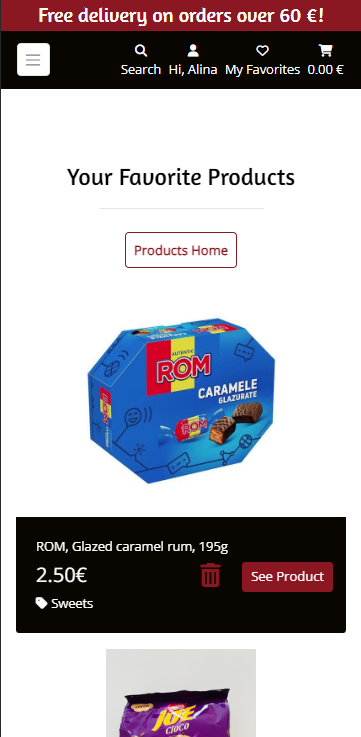 Free delivery on orders over 60 €!
Search Hi, Alina My Favorites 0.00 €
Your Favorite Products
Products Home
AUTENTIC
ROM
CARAMELE
GLAZURATE
ROM
ROM
ROM, Glazed caramel rum, 195g
2.50€
See Product
Sweets
JOE
CIOCO